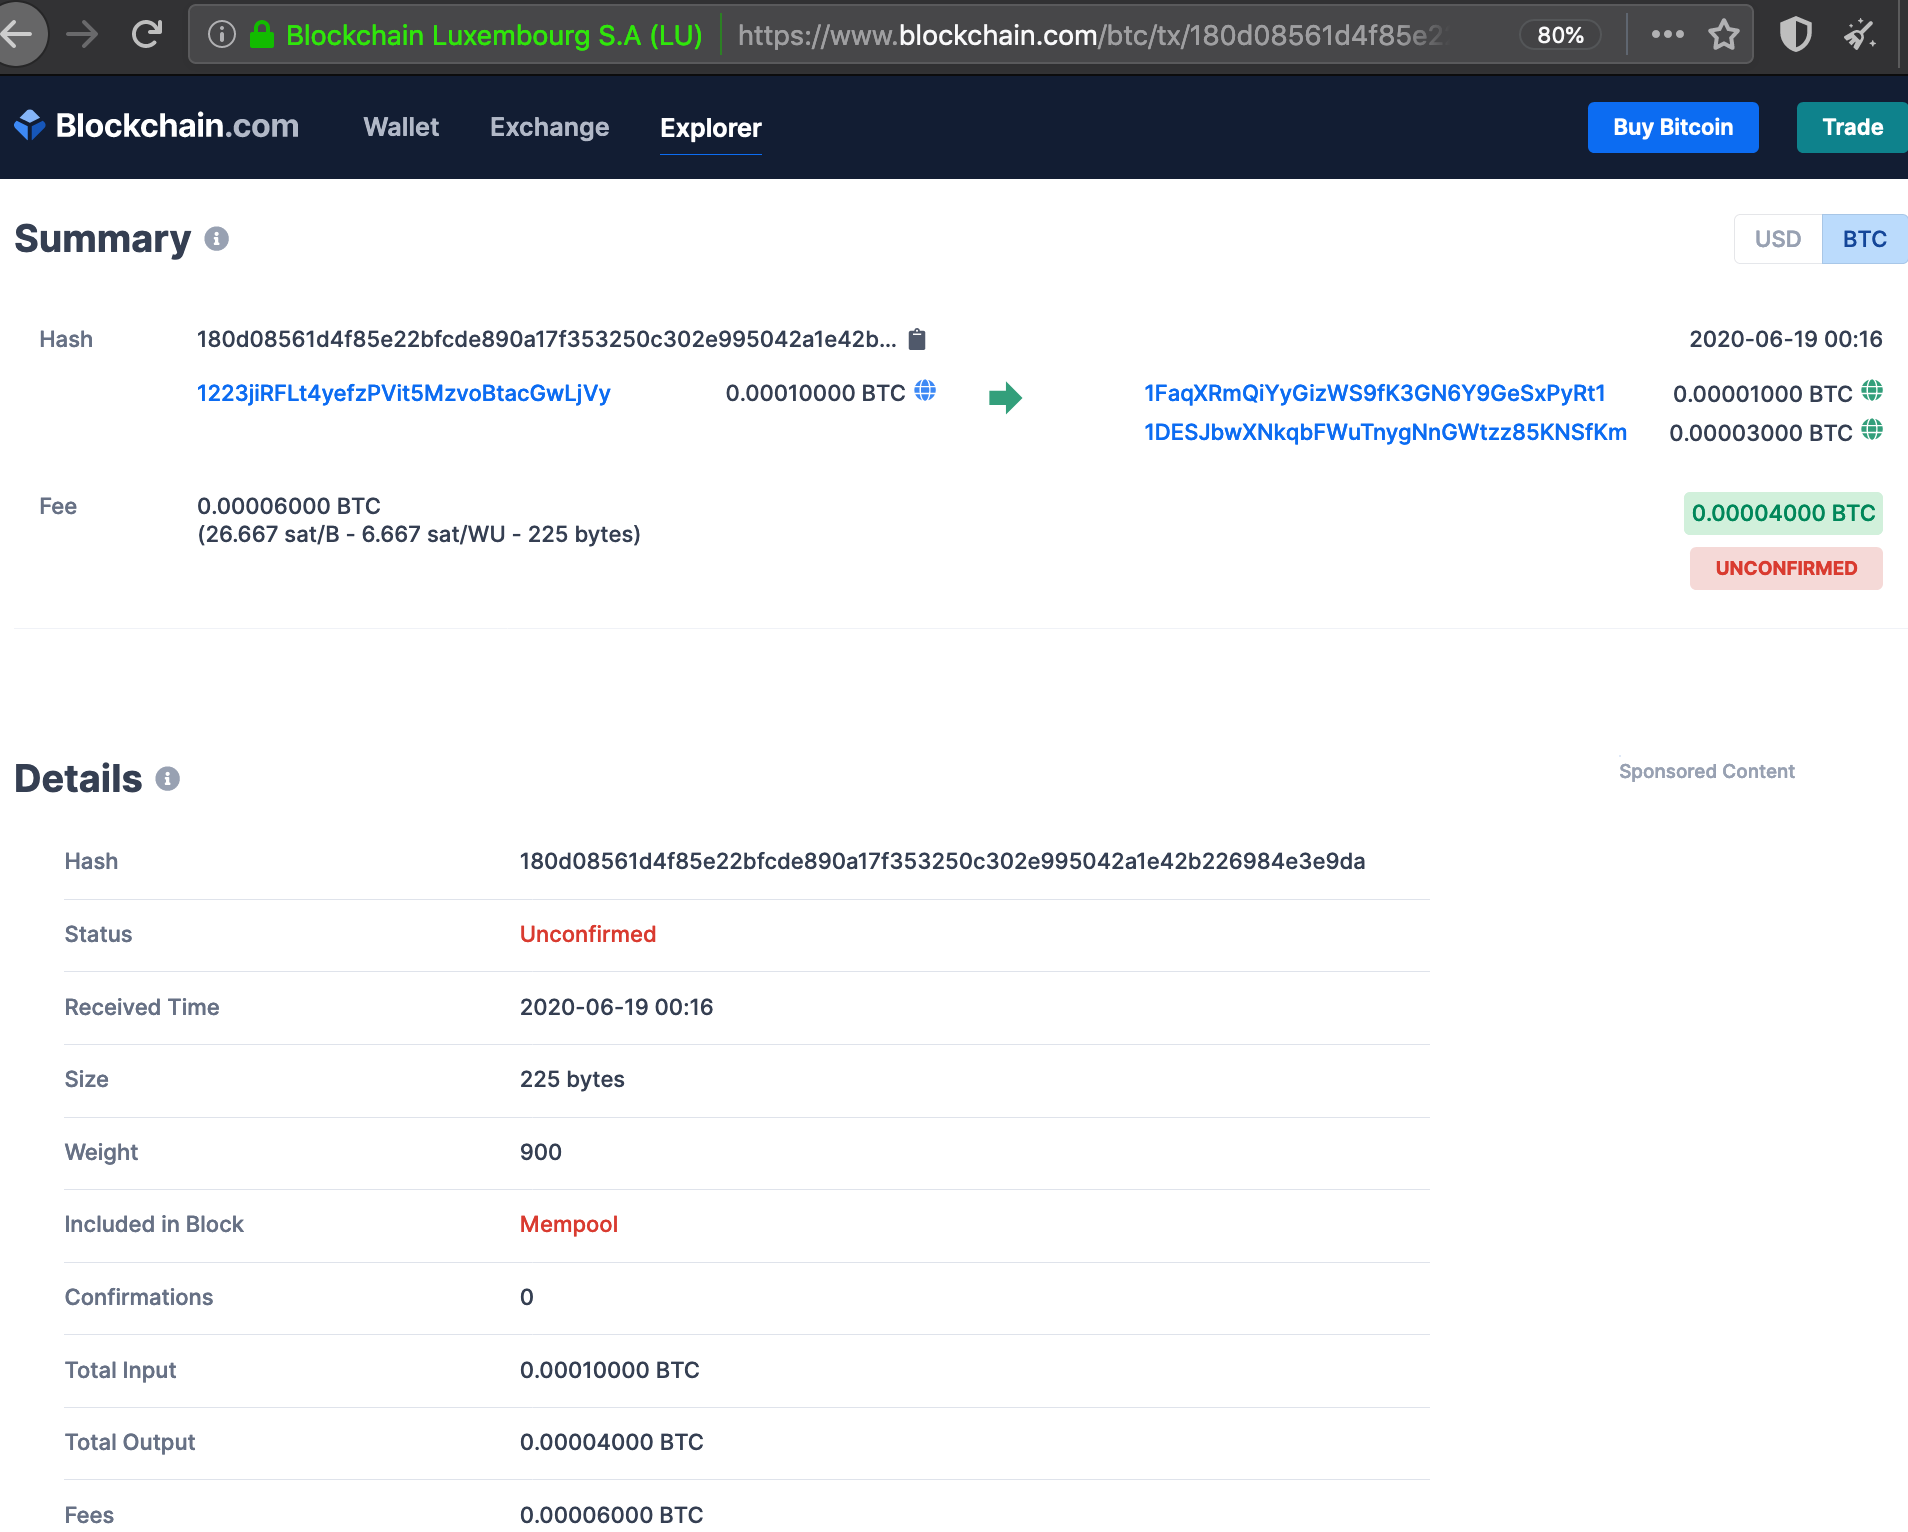 Blockchain Luxembourg S.A (LU) https://www.blockchain.com/btc/tx/180d08561d4f85e2 80%
Blockchain.com Wallet Exchange Explorer Buy Bitcoin Trade
Summary USD BTC
Hash 180d08561d4f85e22bfcde890a17f353250c302e995042a1e42b... 2020-06-19 00:16
1223jiRFLt4yefzPVit5MzvoBtacGwLjVy 0.00010000 BTC 1FaqXRmQiYyGizWS9fK3GN6Y9GeSxPyRt1 0.00001000 BTC
1DESJbwXNkqbFWuTnygNnGWtzz85KNSfKm 0.00003000 BTC
Fee 0.00006000 BTC 0.00004000 BTC
(26.667 sat/B - 6.667 sat/WU - 225 bytes)
UNCONFIRMED
Details Sponsored Content
Hash 180d08561d4f85e22bfcde890a17f353250c302e995042a1e42b226984e3e9da
Status Unconfirmed
Received Time 2020-06-19 00:16
Size 225 bytes
Weight 900
Included in Block Mempool
Confirmations 0
Total Input 0.00010000 BTC
Total Output 0.00004000 BTC
Fees 0.00006000 BTC